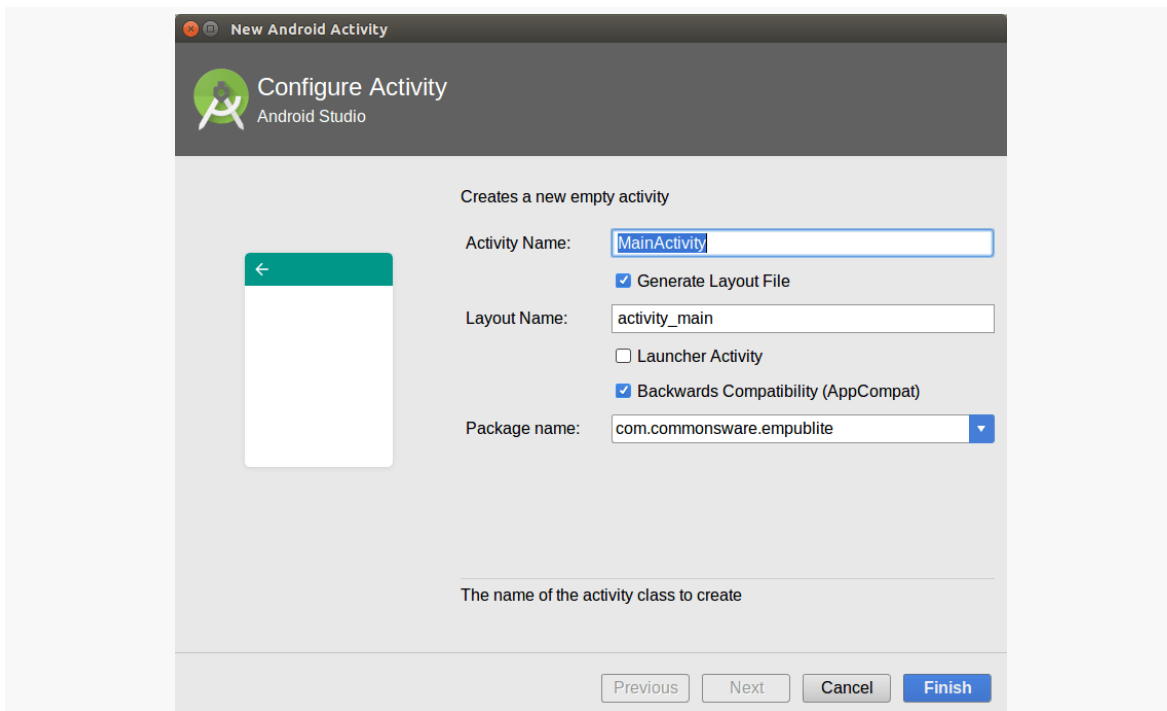 New Android Activity
Configure Activity
Android Studio
Creates a new empty activity
Activity Name: MainActivity
Generate Layout File
Layout Name: activity_main
Launcher Activity
Backwards Compatibility (AppCompat)
Package name: com.commonsware.empublite
The name of the activity class to create
Previous Next Cancel Finish